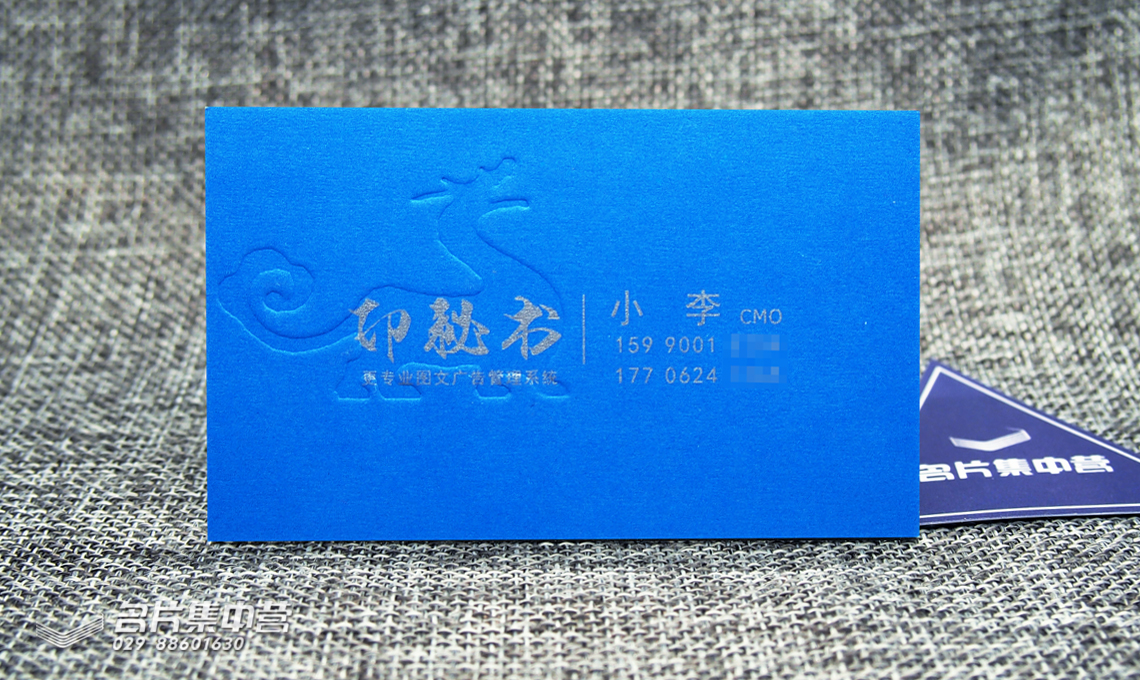 印秘书
更专业图文广告管理系统
小 李 CMO
159 9001
177 0624
名片集中营
名片集中营
029-88601630